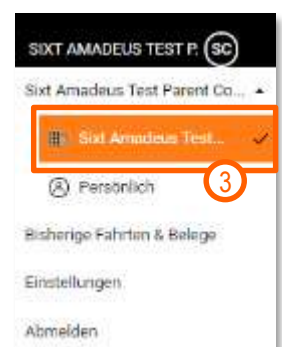 SIXT AMADEUS TEST P. SC
Sixt Amadeus Test Parent Co...
Sixt Amadeus Test...
Persönlich
3
Bisherige Fahrten & Belege
Einstellungen
Abmelden